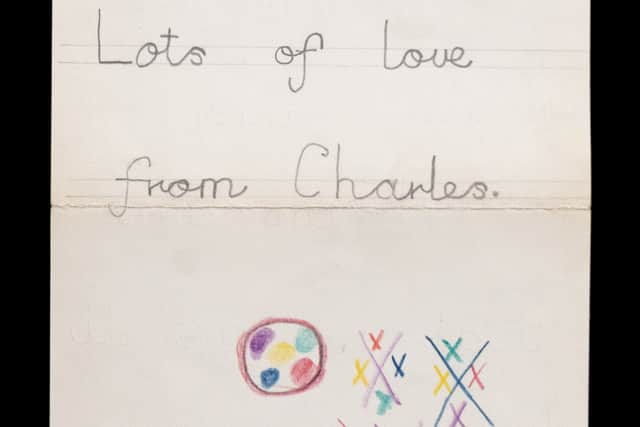 Lots of love
from Charles.